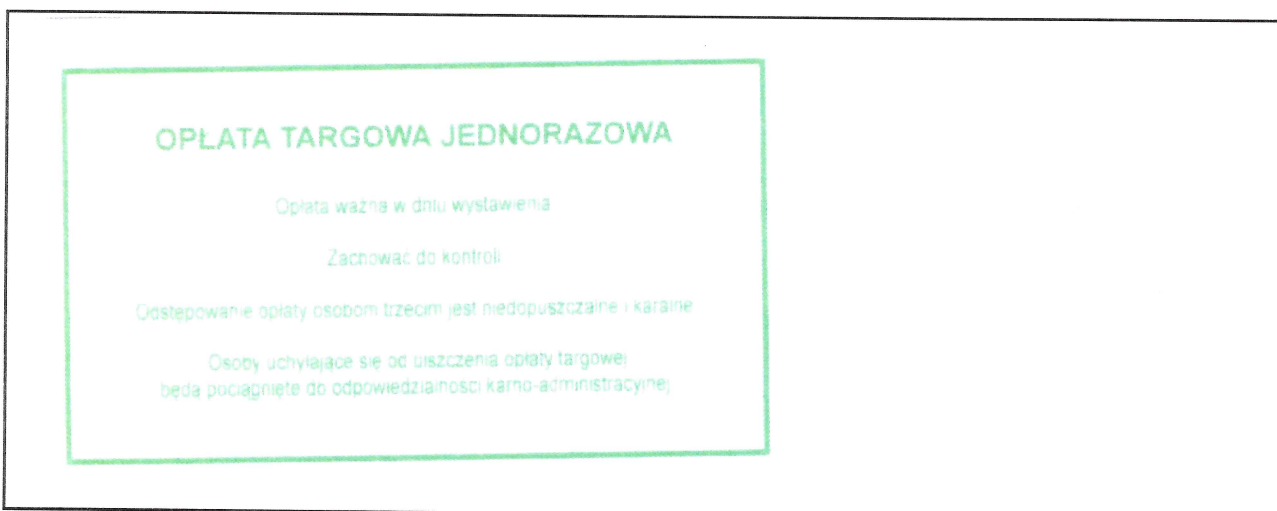 OPŁATA TARGOWA JEDNORAZOWA
Opłata ważna w dniu wystawienia
Zachować do kontroli
Odstępowanie opłaty osobom trzecim jest niedopuszczalne i karalne
Osoby uchylające się od uiszczenia opłaty targowej
będą pociągnięte do odpowiedzialności karno-administracyjnej